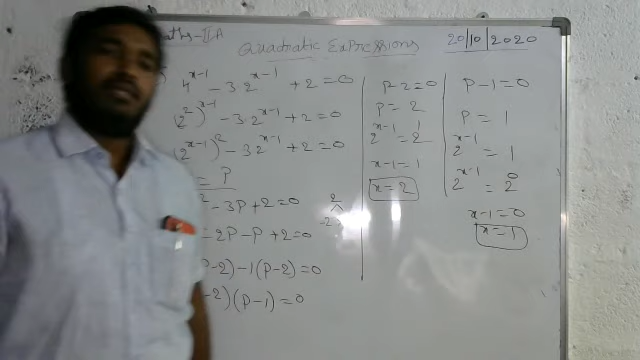 Maths-IIA
Quadratic Expressions
20/10/2020
4^(x-1) - 3 2^(x-1) + 2 = 0
(2²)^(x-1) - 3 2^(x-1) + 2 = 0
(2^(x-1))² - 3 2^(x-1) + 2 = 0
= P
² - 3P + 2 = 0
- 2P - P + 2 = 0
P-2) - 1(P-2) = 0
-2)(P-1) = 0
2
-2
P-2=0
P = 2
2^(x-1) = 2^1
x-1 = 1
x = 2
P-1=0
P = 1
2^(x-1) = 1
2^(x-1) = 2^0
x-1=0
x=1